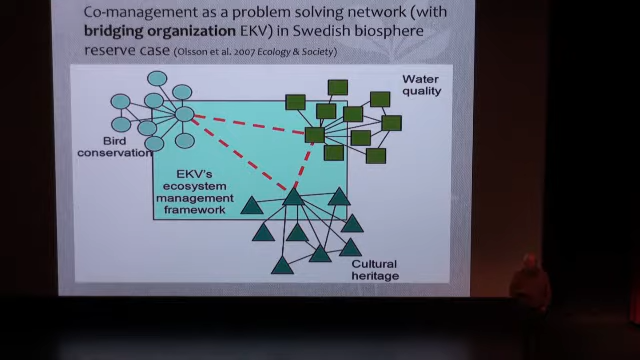 Co-management as a problem solving network (with
bridging organization EKV) in Swedish biosphere
reserve case (Olsson et al. 2007 Ecology & Society)
Water
quality
Bird
conservation
EKV's
ecosystem
management
framework
Cultural
heritage